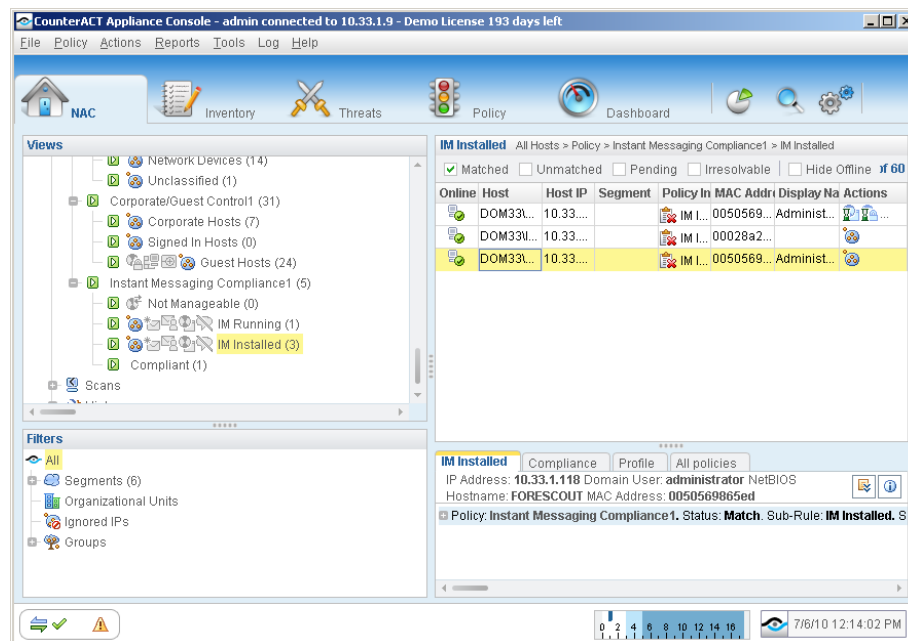 CounterACT Appliance Console - admin connected to 10.33.1.9 - Demo License 193 days left
File Policy Actions Reports Tools Log Help
NAC Inventory Threats Policy Dashboard
Views
Network Devices (14)
Unclassified (1)
Corporate/Guest Control1 (31)
Corporate Hosts (7)
Signed In Hosts (0)
Guest Hosts (24)
Instant Messaging Compliance1 (5)
Not Manageable (0)
IM Running (1)
IM Installed (3)
Compliant (1)
Scans
Filters
All
Segments (6)
Organizational Units
Ignored IPs
Groups
IM Installed All Hosts > Policy > Instant Messaging Compliance1 > IM Installed
Matched Unmatched Pending Irresolvable Hide Offline of 60
Online Host Host IP Segment Policy In MAC Addr Display Na Actions
DOM33\... 10.33.... IM I... 0050569... Administ... ...
DOM33\I... 10.33.... IM I... 00028a2...
DOM33\... 10.33.... IM I... 0050569... Administ...
IM Installed Compliance Profile All policies
IP Address: 10.33.1.118 Domain User: administrator NetBIOS
Hostname: FORESCOUT MAC Address: 0050569865ed
Policy: Instant Messaging Compliance1. Status: Match. Sub-Rule: IM Installed. S
0 2 4 6 8 10 12 14 16
7/6/10 12:14:02 PM